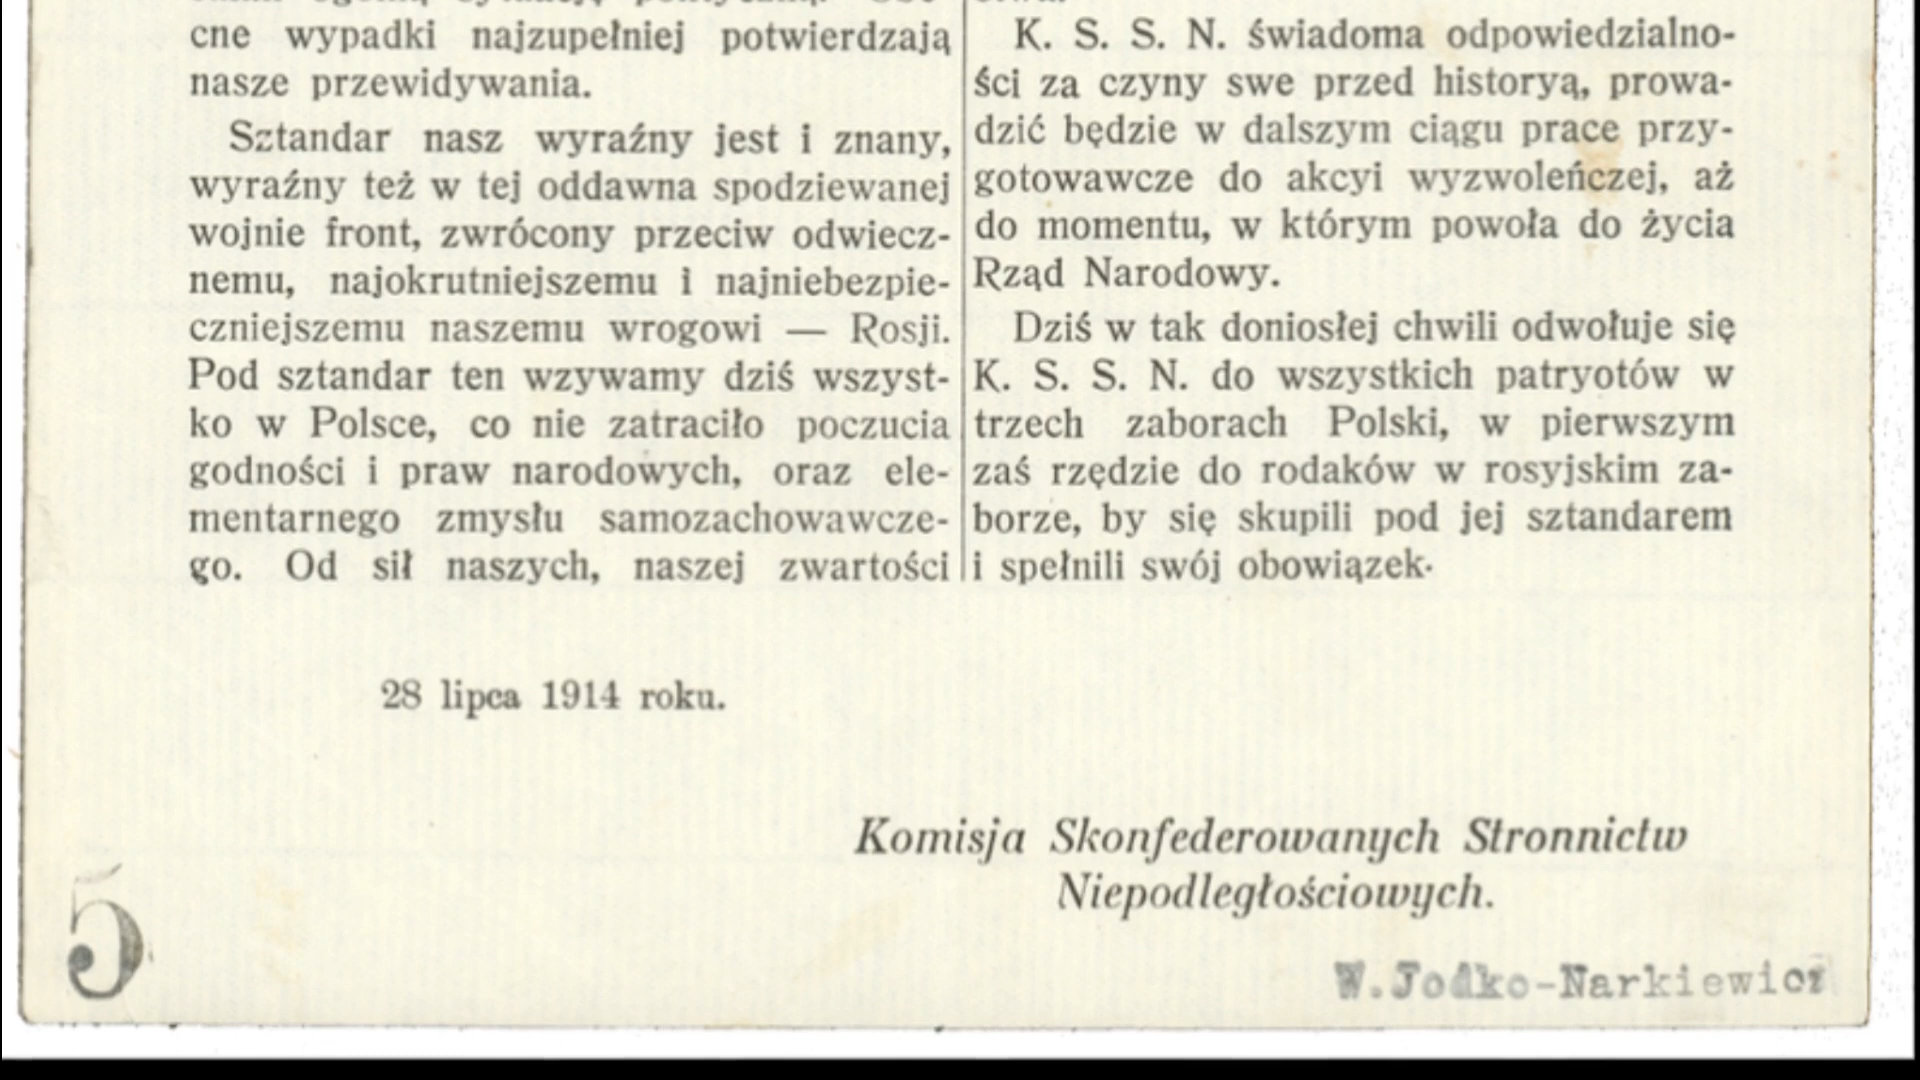 cne wypadki najzupełniej potwierdzają
nasze przewidywania.
Sztandar nasz wyraźny jest i znany,
wyraźny też w tej oddawna spodziewanej
wojnie front, zwrócony przeciw odwiecz-
nemu, najokrutniejszemu i najniebezpie-
czniejszemu naszemu wrogowi — Rosji.
Pod sztandar ten wzywamy dziś wszyst-
ko w Polsce, co nie zatraciło poczucia
godności i praw narodowych, oraz ele-
mentarnego zmysłu samozachowawcze-
go. Od sił naszych, naszej zwartości
K. S. S. N. świadoma odpowiedzialno-
ści za czyny swe przed historyą, prowa-
dzić będzie w dalszym ciągu prace przy-
gotowawcze do akcyi wyzwoleńczej, aż
do momentu, w którym powoła do życia
Rząd Narodowy.
Dziś w tak doniosłej chwili odwołuje się
K. S. S. N. do wszystkich patryotów w
trzech zaborach Polski, w pierwszym
zaś rzędzie do rodaków w rosyjskim za-
borze, by się skupili pod jej sztandarem
i spełnili swój obowiązek.
28 lipca 1914 roku.
Komisja Skonfederowanych Stronnictw
Niepodległościowych.
W.Jodko-Narkiewicz
5